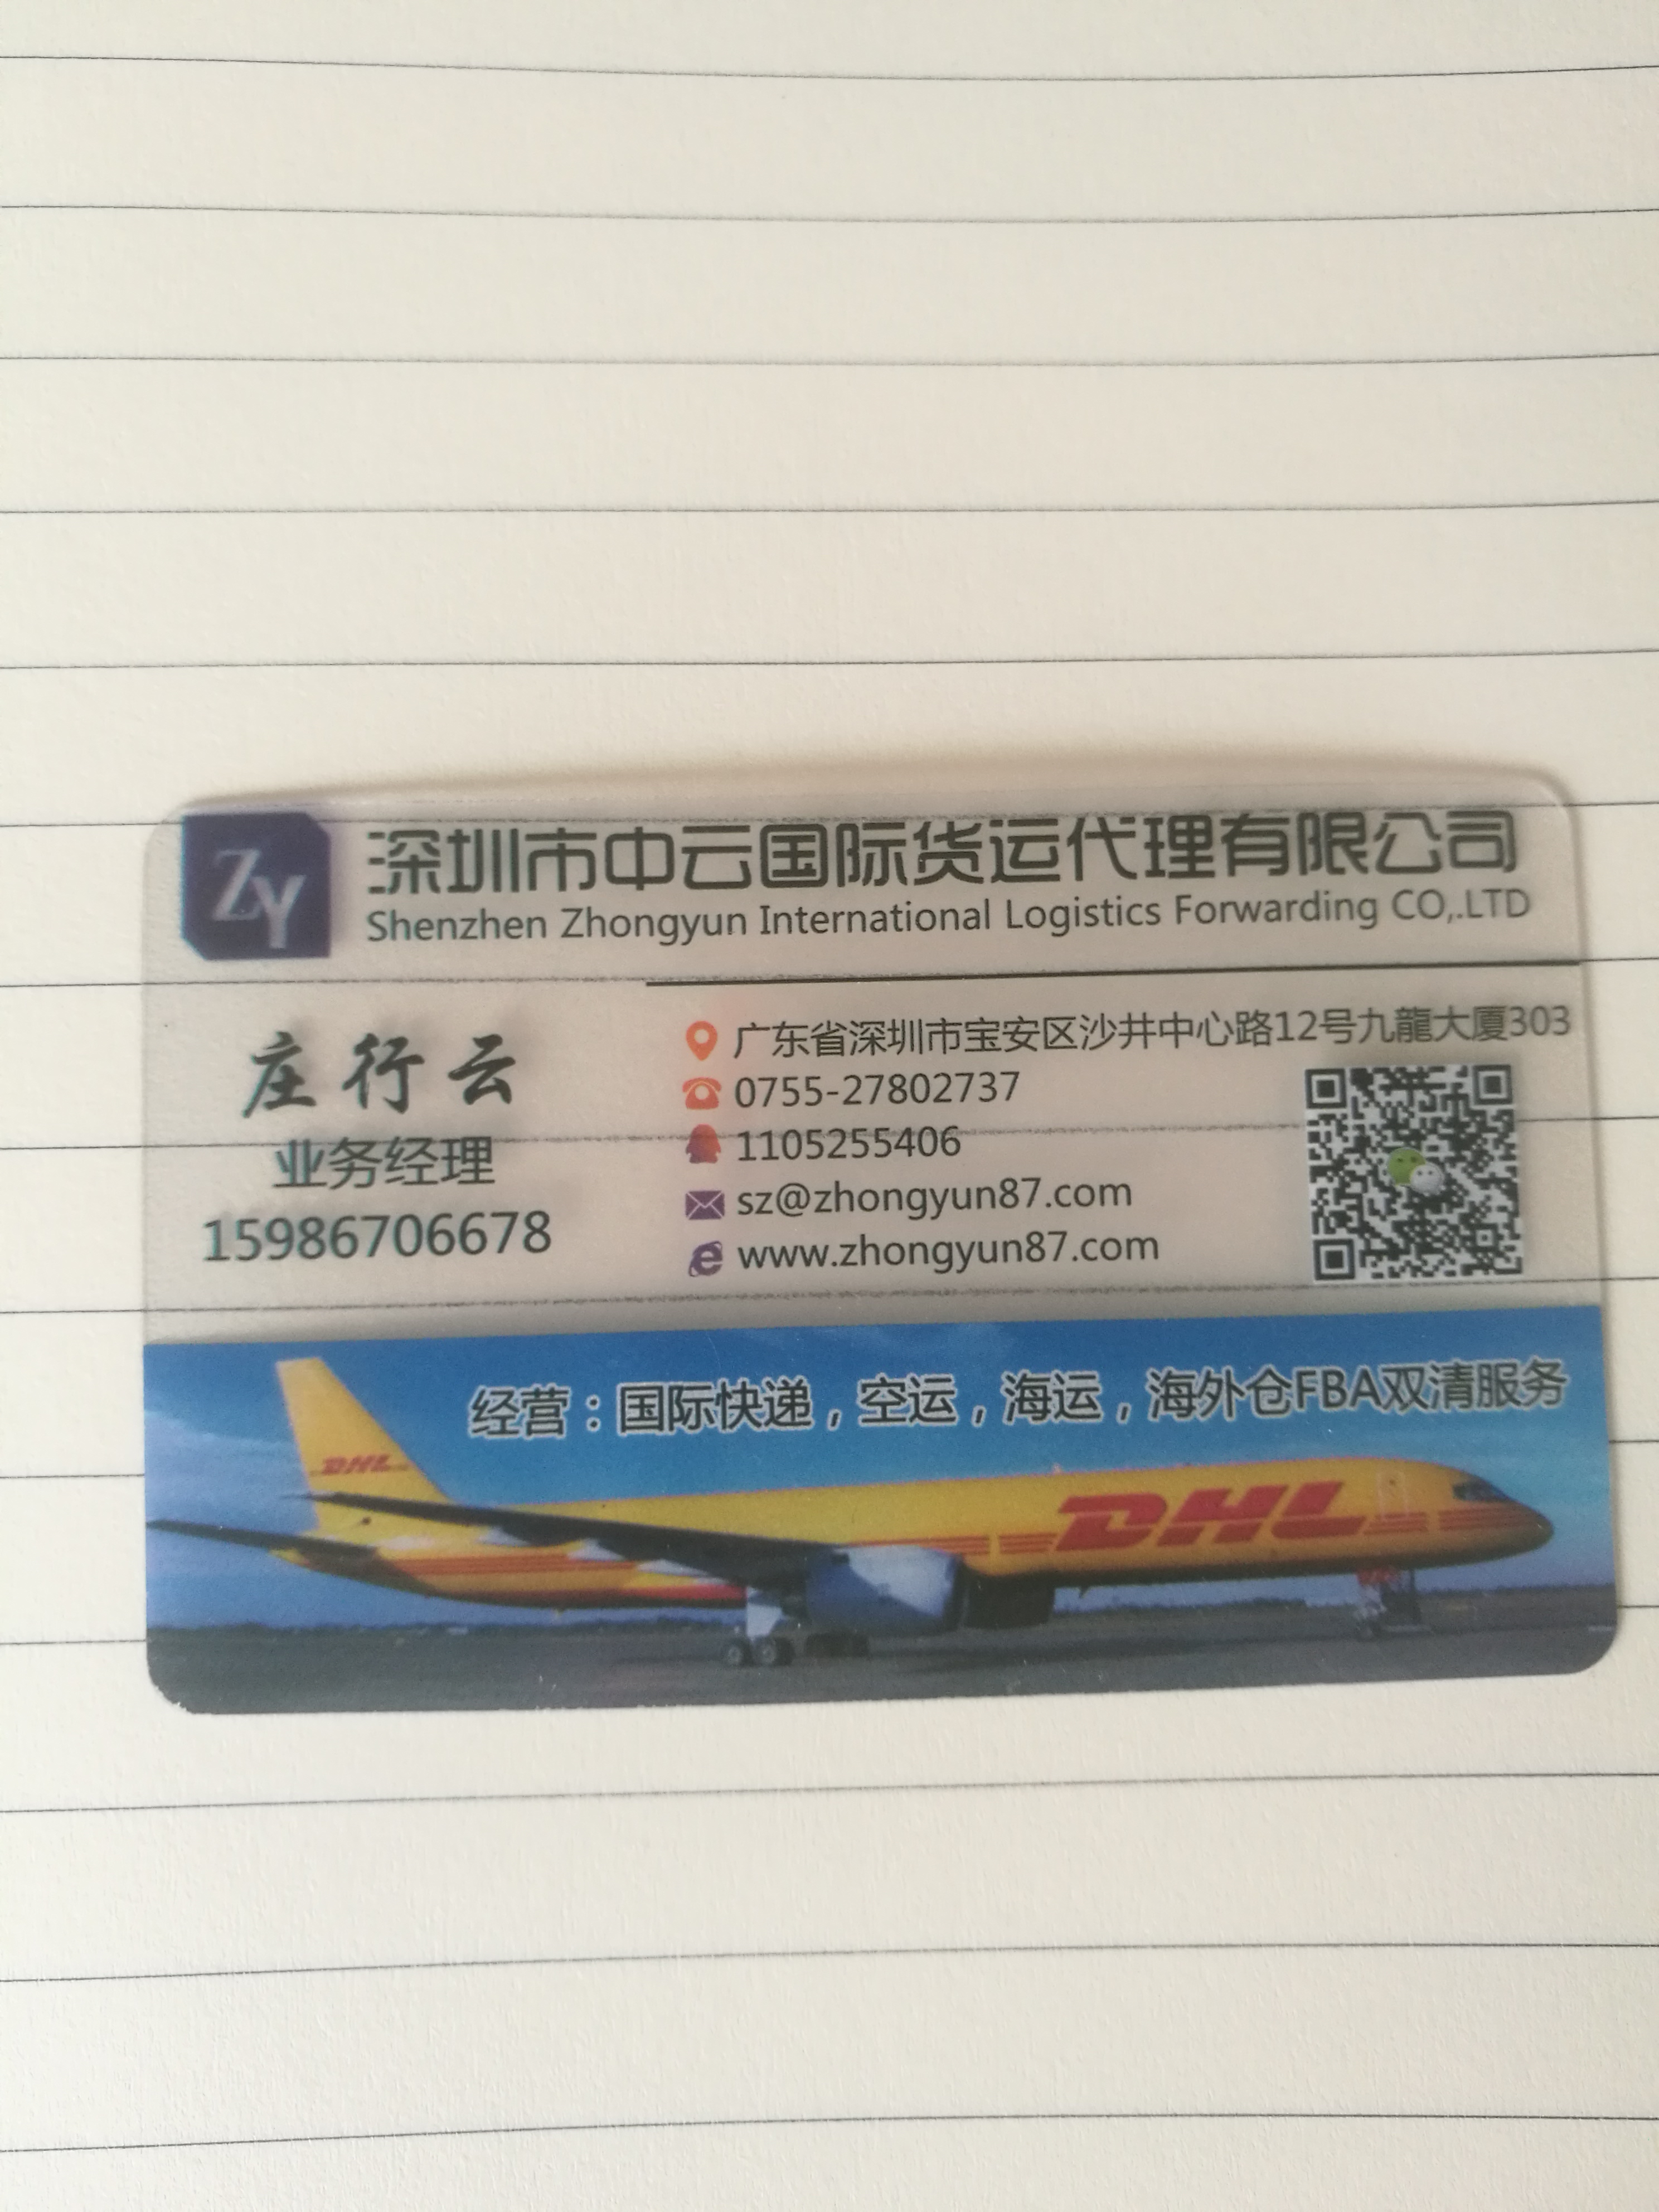 ZY
深圳市中云国际货运代理有限公司
Shenzhen Zhongyun International Logistics Forwarding CO,.LTD
庄行云
业务经理
15986706678
广东省深圳市宝安区沙井中心路12号九龍大厦303
0755-27802737
1105255406
sz@zhongyun87.com
www.zhongyun87.com
经营：国际快递，空运，海运，海外仓FBA双清服务
DHL
DHL